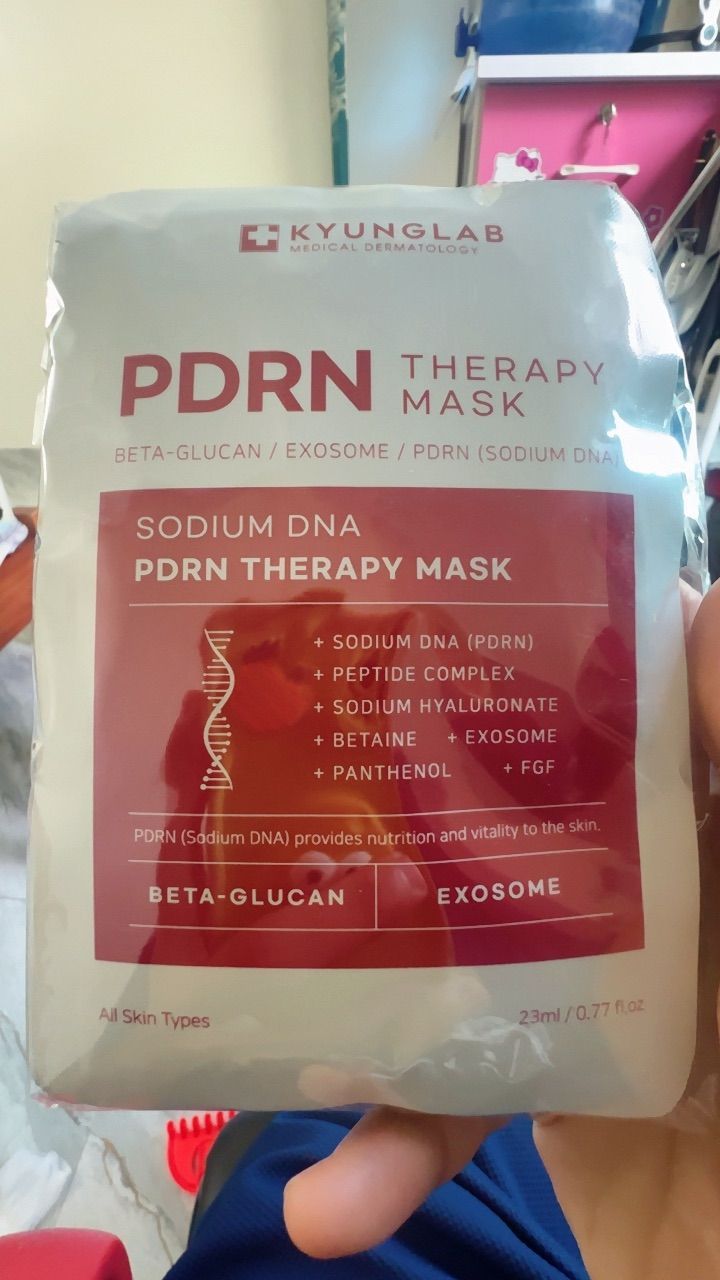 KYUNGLAB
MEDICAL DERMATOLOGY
PDRN THERAPY
MASK
BETA-GLUCAN / EXOSOME / PDRN (SODIUM DNA)
SODIUM DNA
PDRN THERAPY MASK
+ SODIUM DNA (PDRN)
+ PEPTIDE COMPLEX
+ SODIUM HYALURONATE
+ BETAINE + EXOSOME
+ PANTHENOL + FGF
PDRN (Sodium DNA) provides nutrition and vitality to the skin.
BETA-GLUCAN EXOSOME
All Skin Types 23ml / 0.77 fl.oz